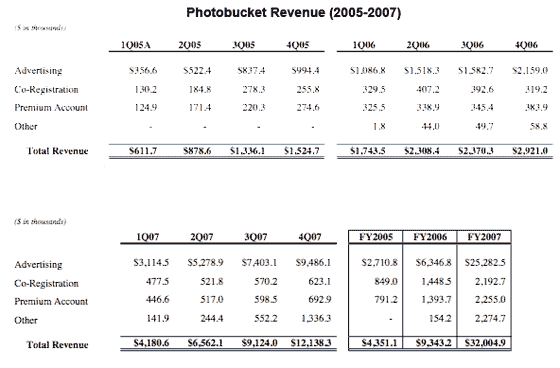 Photobucket Revenue (2005-2007)
($ in thousands)
1Q05A 2Q05 3Q05 4Q05 1Q06 2Q06 3Q06 4Q06
Advertising $356.6 $522.4 $837.4 $994.4 $1,086.8 $1,518.3 $1,582.7 $2,159.0
Co-Registration 130.2 184.8 278.3 255.8 329.5 407.2 392.6 319.2
Premium Account 124.9 171.4 220.3 274.6 325.5 338.9 345.4 383.9
Other - - - - 1.8 44.0 49.7 58.8
Total Revenue $611.7 $878.6 $1,336.1 $1,524.7 $1,743.5 $2,308.4 $2,370.3 $2,921.0
($ in thousands)
1Q07 2Q07 3Q07 4Q07 FY2005 FY2006 FY2007
Advertising $3,114.5 $5,278.9 $7,403.1 $9,486.1 $2,710.8 $6,346.8 $25,282.5
Co-Registration 477.5 521.8 570.2 623.1 849.0 1,448.5 2,192.7
Premium Account 446.6 517.0 598.5 692.9 791.2 1,393.7 2,255.0
Other 141.9 244.4 552.2 1,336.3 - 154.2 2,274.7
Total Revenue $4,180.6 $6,562.1 $9,124.0 $12,138.3 $4,351.1 $9,343.2 $32,004.9